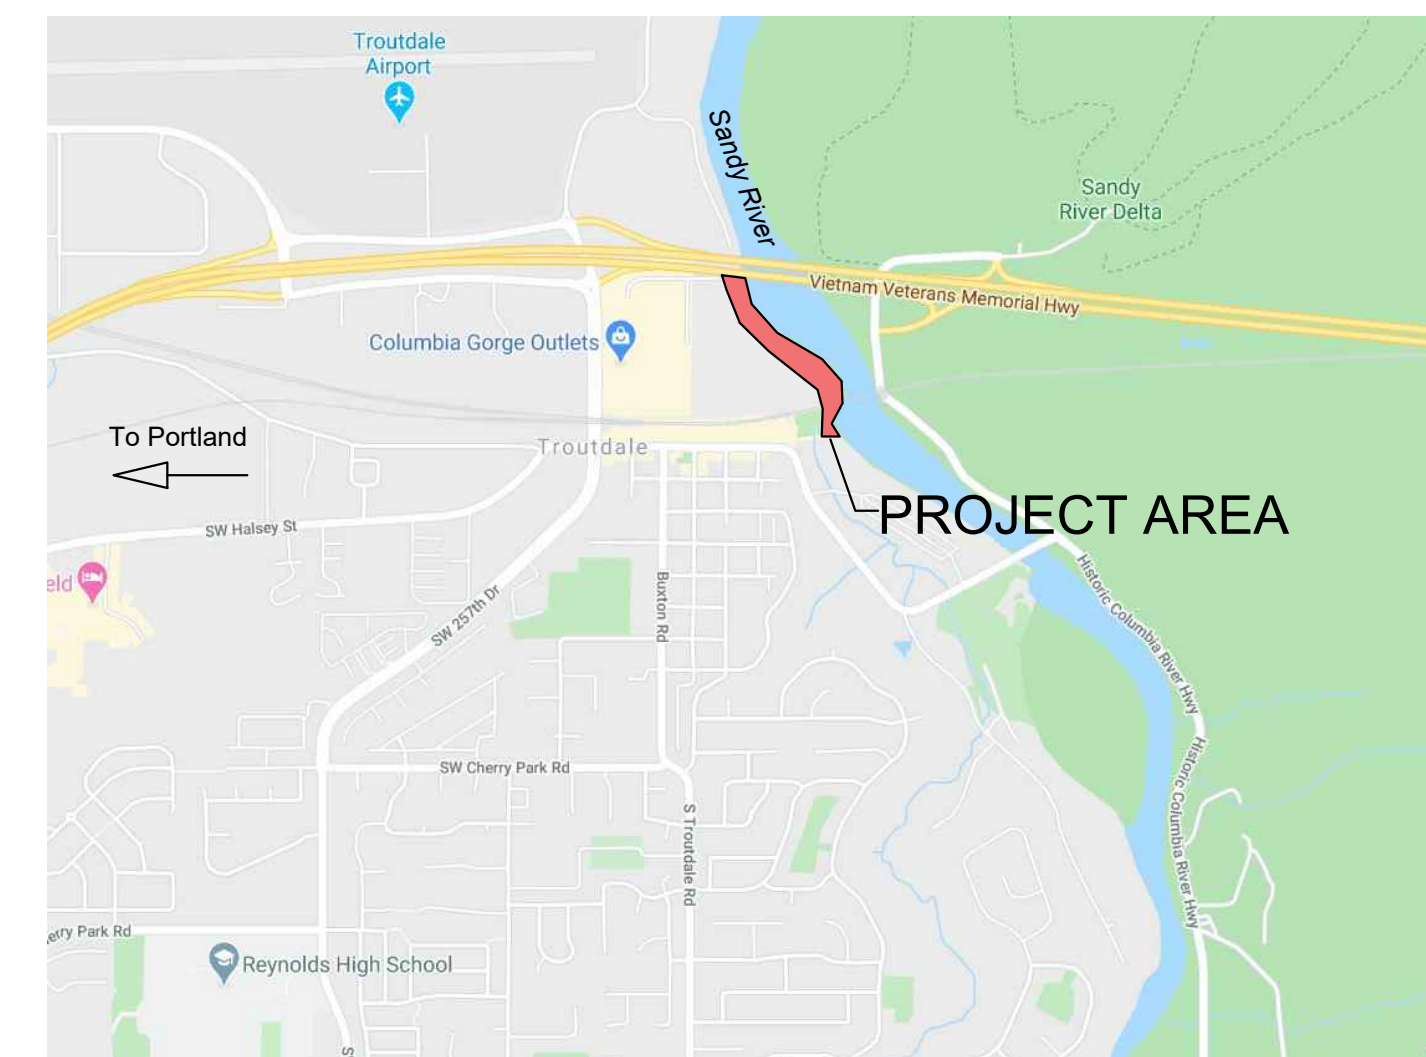 Troutdale
Airport
Sandy River
Sandy
River Delta
Vietnam Veterans Memorial Hwy
Columbia Gorge Outlets
To Portland
Troutdale
PROJECT AREA
SW Halsey St
eld
SW 257th Dr
Buxton Rd
Historic Columbia River Hwy
Historic Columbia River Hwy
SW Cherry Park Rd
S Troutdale Rd
erry Park Rd
Reynolds High School
S